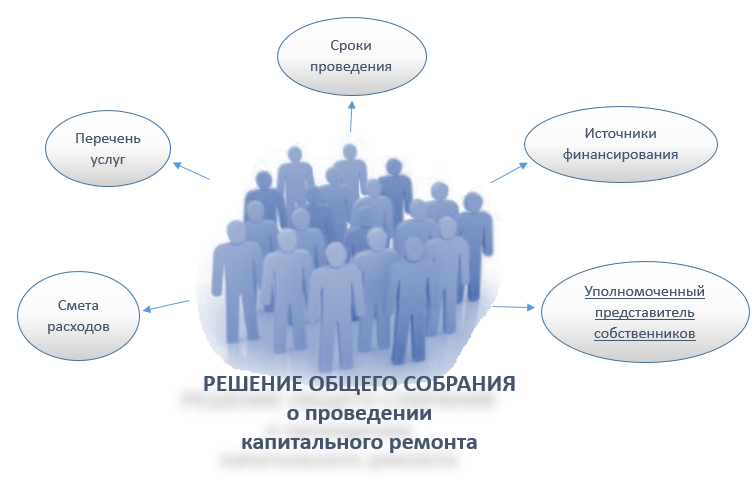 Сроки
проведения
Перечень
услуг
Источники
финансирования
Смета
расходов
Уполномоченный
представитель
собственников
РЕШЕНИЕ ОБЩЕГО СОБРАНИЯ
о проведении
капитального ремонта